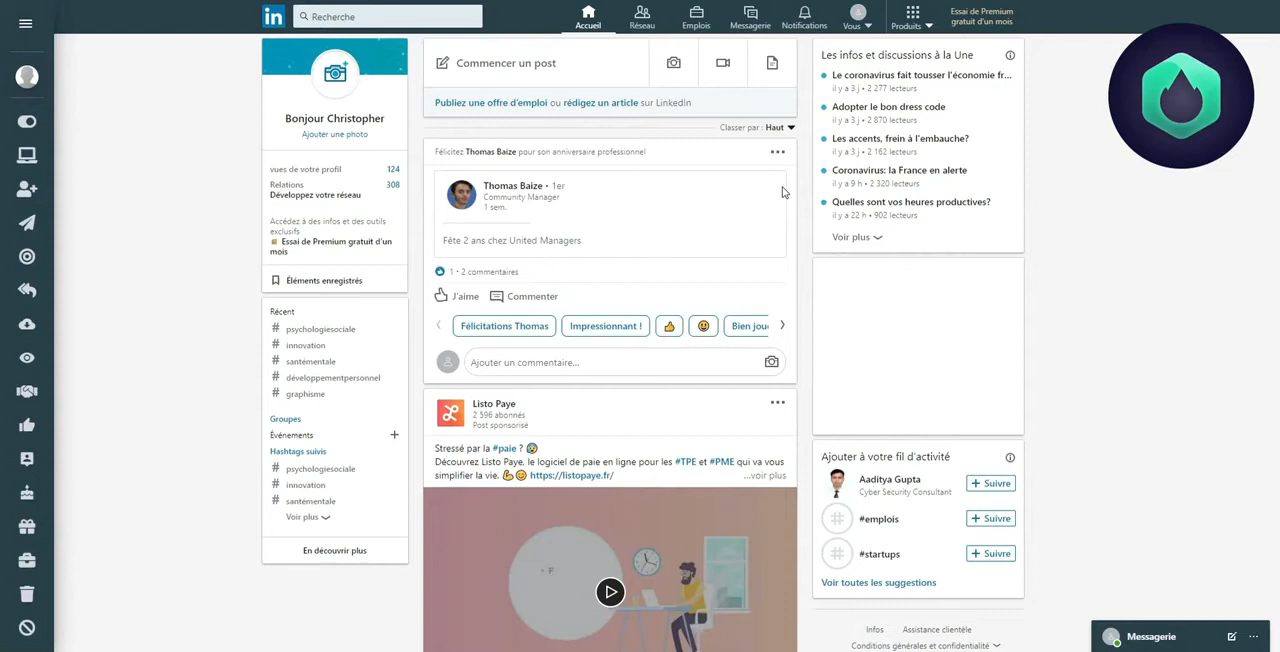 in
Recherche
Accueil
Réseau
Emplois
Messagerie
Notifications
Vous
Produits
Essai de Premium
gratuit d'un mois
Bonjour Christopher
Ajouter une photo
vues de votre profil 124
Relations 308
Développez votre réseau
Accédez à des infos et des outils
exclusifs
Essai de Premium gratuit d'un
mois
Éléments enregistrés
Récent
# psychologiesociale
# innovation
# santémentale
# développementpersonnel
# graphisme
Groupes
Événements +
Hashtags suivis
# psychologiesociale
# innovation
# santémentale
Voir plus
En découvrir plus
Commencer un post
Publiez une offre d'emploi ou rédigez un article sur LinkedIn
Classer par : Haut
Félicitez Thomas Baize pour son anniversaire professionnel
Thomas Baize • 1er
Community Manager
1 sem.
Fête 2 ans chez United Managers
1 • 2 commentaires
J'aime Commenter
Félicitations Thomas Impressionnant ! 👍 🙂 Bien jou
Ajouter un commentaire...
Listo Paye
2 596 abonnés
Post sponsorisé
Stressé par la #paie ? 😰
Découvrez Listo Paye, le logiciel de paie en ligne pour les #TPE et #PME qui va vous
simplifier la vie. 💪😊 https://listopaye.fr/ ...voir plus
Les infos et discussions à la Une
Le coronavirus fait tousser l'économie fr...
il y a 3 j • 2 277 lecteurs
Adopter le bon dress code
il y a 3 j • 2 870 lecteurs
Les accents, frein à l'embauche?
il y a 3 j • 2 162 lecteurs
Coronavirus: la France en alerte
il y a 9 h • 2 320 lecteurs
Quelles sont vos heures productives?
il y a 22 h • 902 lecteurs
Voir plus
Ajouter à votre fil d'activité
Aaditya Gupta
Cyber Security Consultant
+ Suivre
# #emplois + Suivre
# #startups + Suivre
Voir toutes les suggestions
Infos Assistance clientèle
Conditions générales et confidentialité
Messagerie